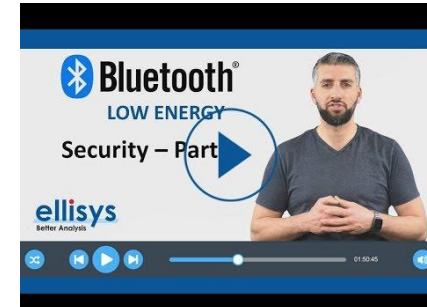 Bluetooth®
LOW ENERGY
Security – Part
ellisys
Better Analysis
01:50:45